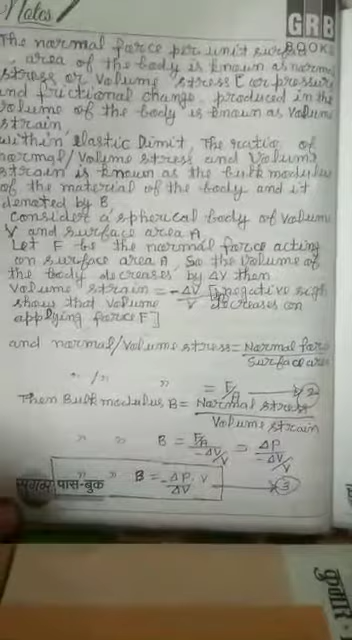 Notes
GRB
BOOKS
The normal force per unit surface
area of the body is known as normal
stress or volume stress [or pressure
and frictional change produced in the
volume of the body is known as volume
strain,
within elastic Limit, The ratio of
normal/volume stress and volume
strain is known as the bulk modulus
of the material of the body and it
denoted by B
consider a spherical body of volume
V and surface area A.
Let F be the normal force acting
on surface area A, So the volume of
the body decreases by ΔV then
volume strain = -ΔV/V [negative sign
shows that volume decreases on
applying force F]
and normal/volume stress = Normal force/Surface area
" /" " = F/A 2
Then Bulk modulus B = Normal stress/Volume strain
" " B = F/A/-ΔV/V = ΔP/-ΔV/V
" " B = -ΔP.V/ΔV 3
सुगम पास-बुक